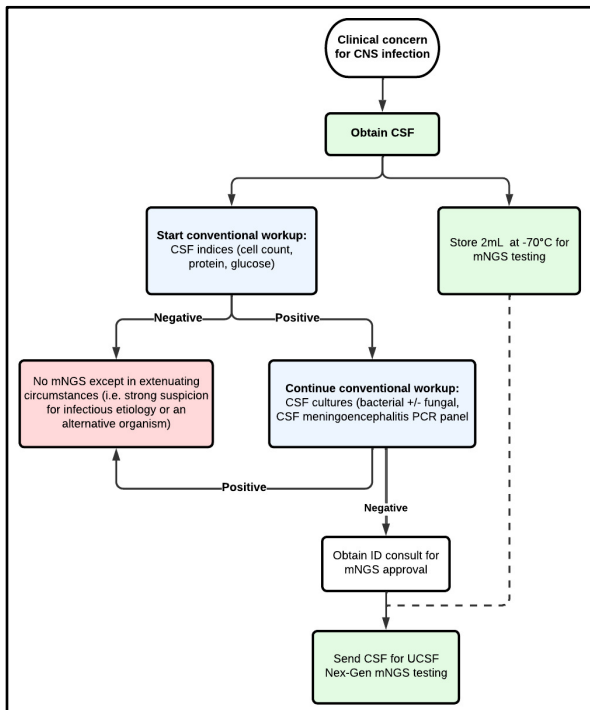 Clinical concern
for CNS infection
Obtain CSF
Start conventional workup:
CSF indices (cell count,
protein, glucose)
Store 2mL at -70°C for
mNGS testing
Negative
Positive
No mNGS except in extenuating
circumstances (i.e. strong suspicion
for infectious etiology or an
alternative organism)
Continue conventional workup:
CSF cultures (bacterial +/- fungal,
CSF meningoencephalitis PCR panel
Positive
Negative
Obtain ID consult for
mNGS approval
Send CSF for UCSF
Nex-Gen mNGS testing